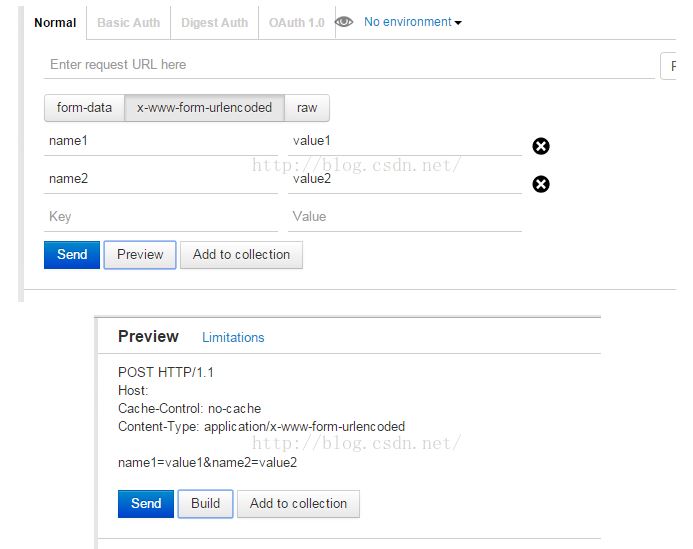 Normal Basic Auth Digest Auth OAuth 1.0 No environment
Enter request URL here
form-data x-www-form-urlencoded raw
name1 value1
http://blog.csdn.net/
name2 value2
Key Value
Send Preview Add to collection
Preview Limitations
POST HTTP/1.1
Host:
Cache-Control: no-cache
Content-Type: application/x-www-form-urlencoded
http://blog.csdn.net/
name1=value1&name2=value2
Send Build Add to collection